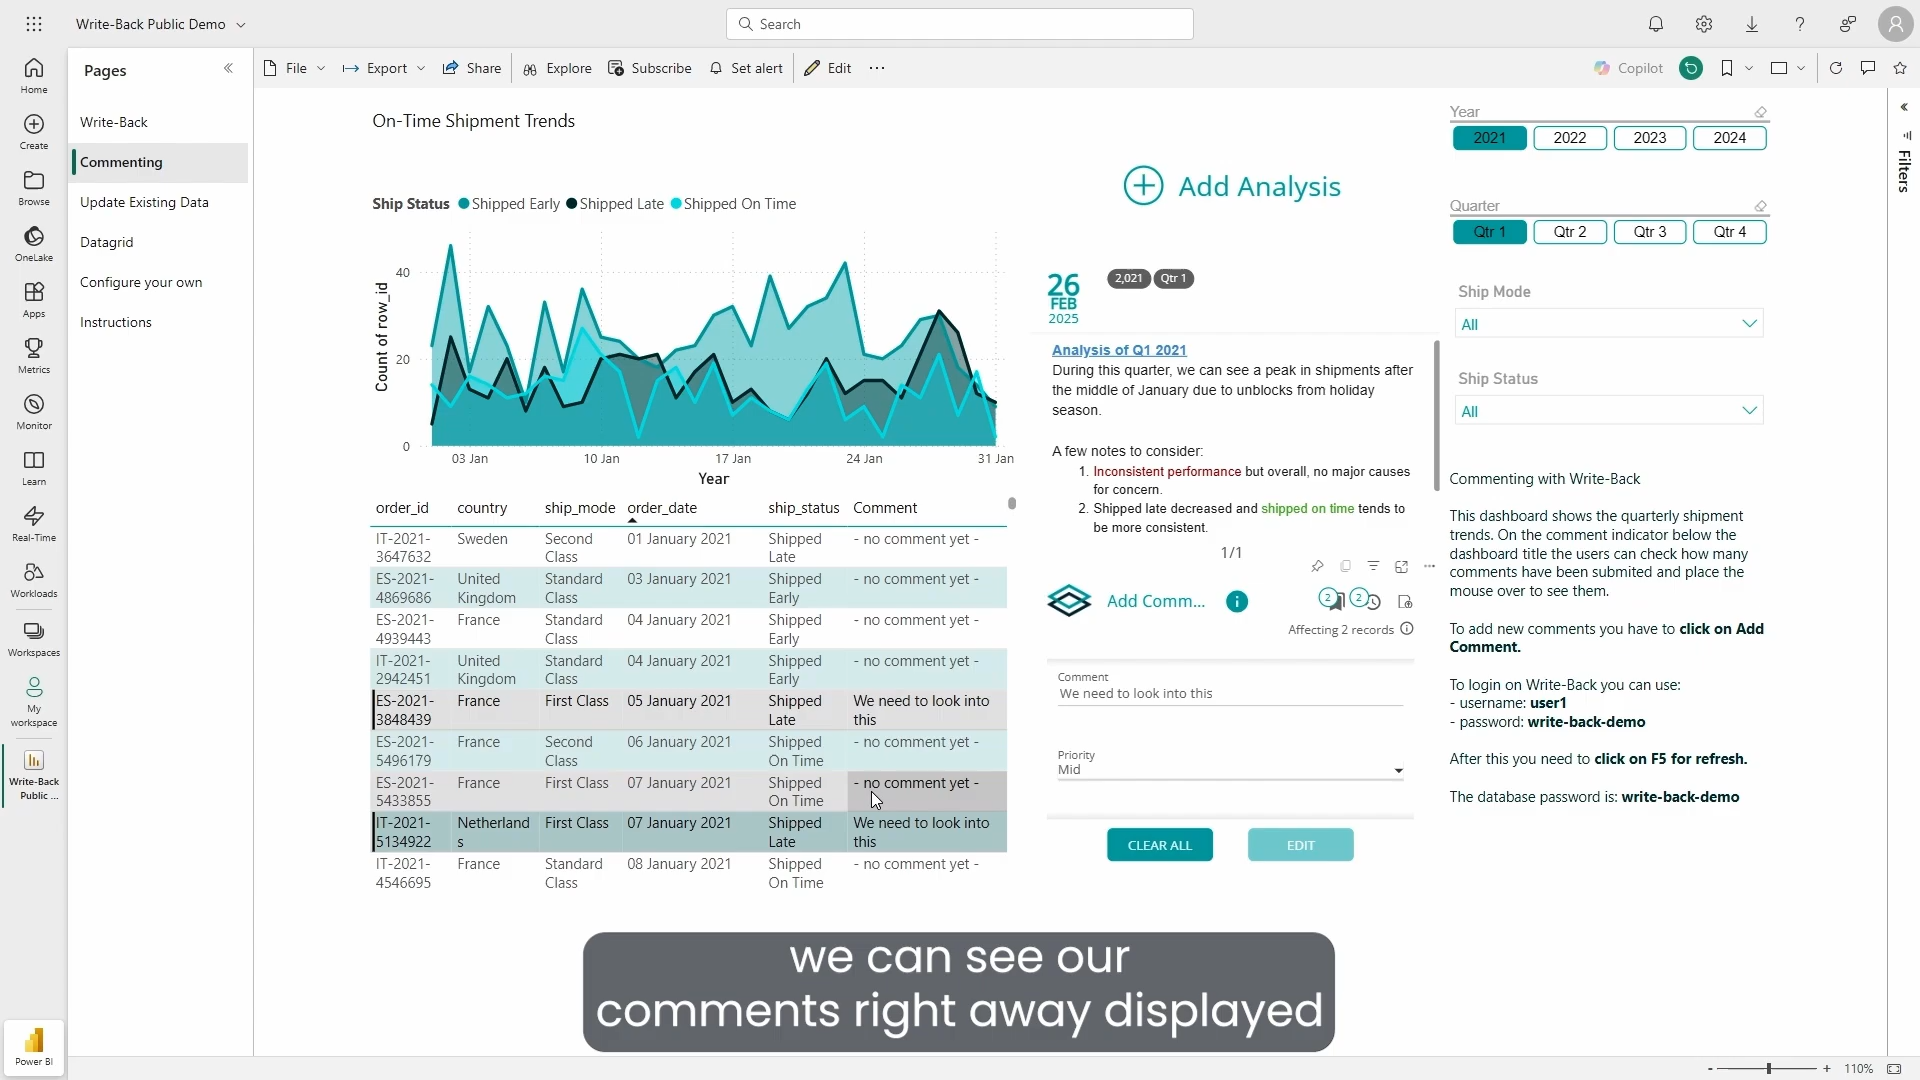 Write-Back Public Demo
Search
Home
Create
Browse
OneLake
Apps
Metrics
Monitor
Learn
Real-Time
Workloads
Workspaces
My
workspace
Write-Back
Public ...
Power BI
Pages
Write-Back
Commenting
Update Existing Data
Datagrid
Configure your own
Instructions
File Export Share Explore Subscribe Set alert Edit
Copilot
On-Time Shipment Trends
Ship Status Shipped Early Shipped Late Shipped On Time
Count of row_id
40
20
0
03 Jan 10 Jan 17 Jan 24 Jan 31 Jan
Year
order_id country ship_mode order_date ship_status Comment
IT-2021- Sweden Second 01 January 2021 Shipped - no comment yet -
3647632 Class Late
ES-2021- United Standard 03 January 2021 Shipped - no comment yet -
4869686 Kingdom Class Early
ES-2021- France Standard 04 January 2021 Shipped - no comment yet -
4939443 Class Early
IT-2021- United Standard 04 January 2021 Shipped - no comment yet -
2942451 Kingdom Class Early
ES-2021- France First Class 05 January 2021 Shipped We need to look into
3848439 Late this
ES-2021- France Second 06 January 2021 Shipped - no comment yet -
5496179 Class On Time
ES-2021- France First Class 07 January 2021 Shipped - no comment yet -
5433855 On Time
IT-2021- Netherland First Class 07 January 2021 Shipped We need to look into
5134922 s Late this
IT-2021- France Standard 08 January 2021 Shipped - no comment yet -
4546695 Class On Time
Add Analysis
26
FEB
2025
2,021 Qtr 1
Analysis of Q1 2021
During this quarter, we can see a peak in shipments after
the middle of January due to unblocks from holiday
season.
A few notes to consider:
1. Inconsistent performance but overall, no major causes
for concern.
2. Shipped late decreased and shipped on time tends to
be more consistent.
1/1
Add Comm... i 2 2
Affecting 2 records
Comment
We need to look into this
Priority
Mid
CLEAR ALL EDIT
Year
2021 2022 2023 2024
Quarter
Qtr 1 Qtr 2 Qtr 3 Qtr 4
Ship Mode
All
Ship Status
All
Commenting with Write-Back
This dashboard shows the quarterly shipment
trends. On the comment indicator below the
dashboard title the users can check how many
comments have been submited and place the
mouse over to see them.
To add new comments you have to click on Add
Comment.
To login on Write-Back you can use:
- username: user1
- password: write-back-demo
After this you need to click on F5 for refresh.
The database password is: write-back-demo
Filters
we can see our
comments right away displayed
- + 110%